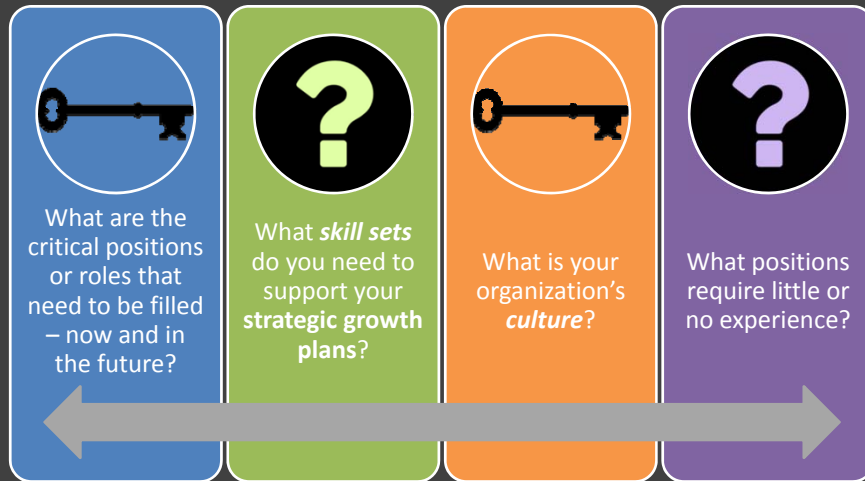 What are the
critical positions
or roles that
need to be filled
– now and in
the future?
What skill sets
do you need to
support your
strategic growth
plans?
What is your
organization’s
culture?
What positions
require little or
no experience?